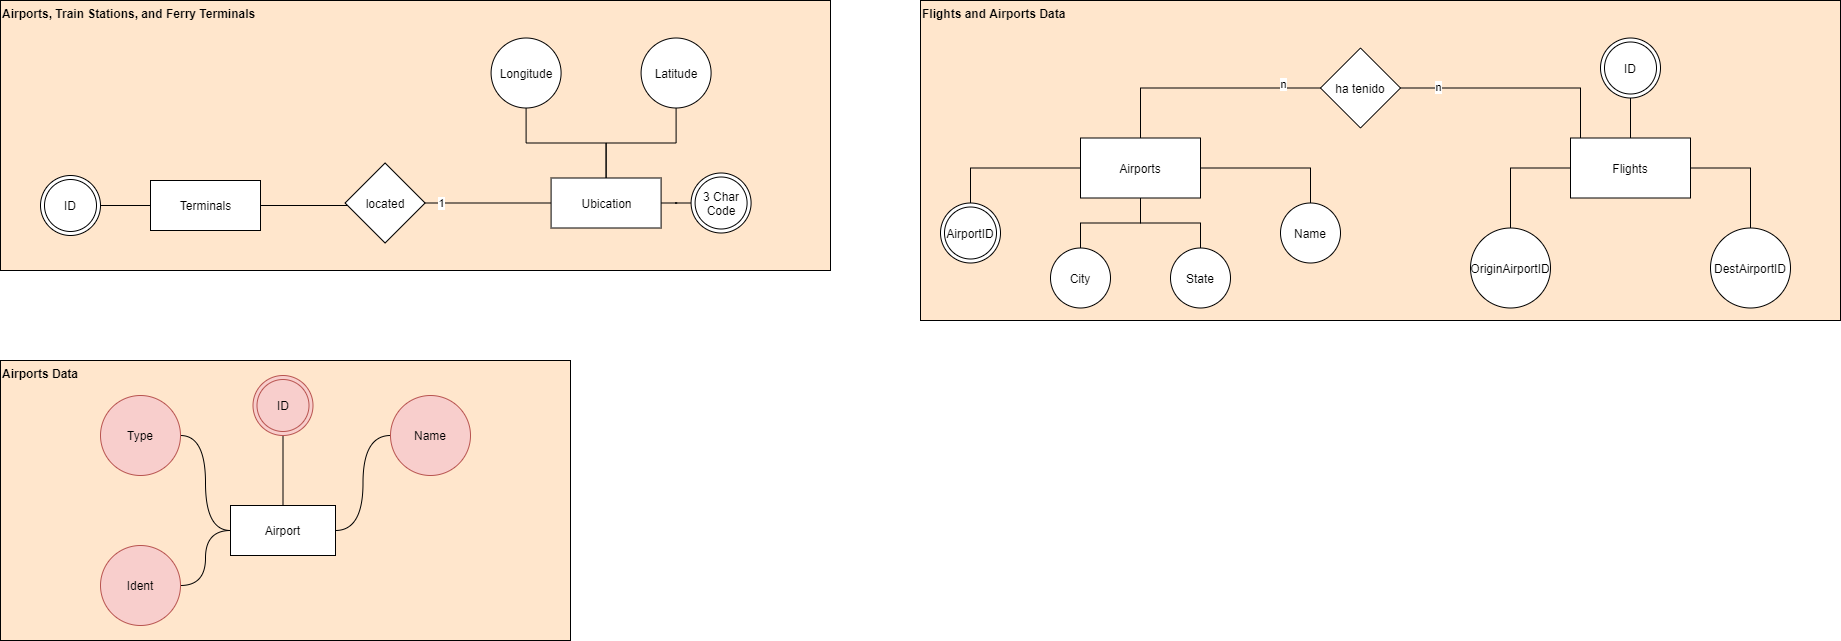 Airports, Train Stations, and Ferry Terminals
Longitude
Latitude
ID
Terminals
located
1
Ubication
3 Char
Code
Flights and Airports Data
n
ha tenido
n
ID
Airports
Flights
AirportID
City
State
Name
OriginAirportID
DestAirportID
Airports Data
Type
ID
Name
Airport
Ident